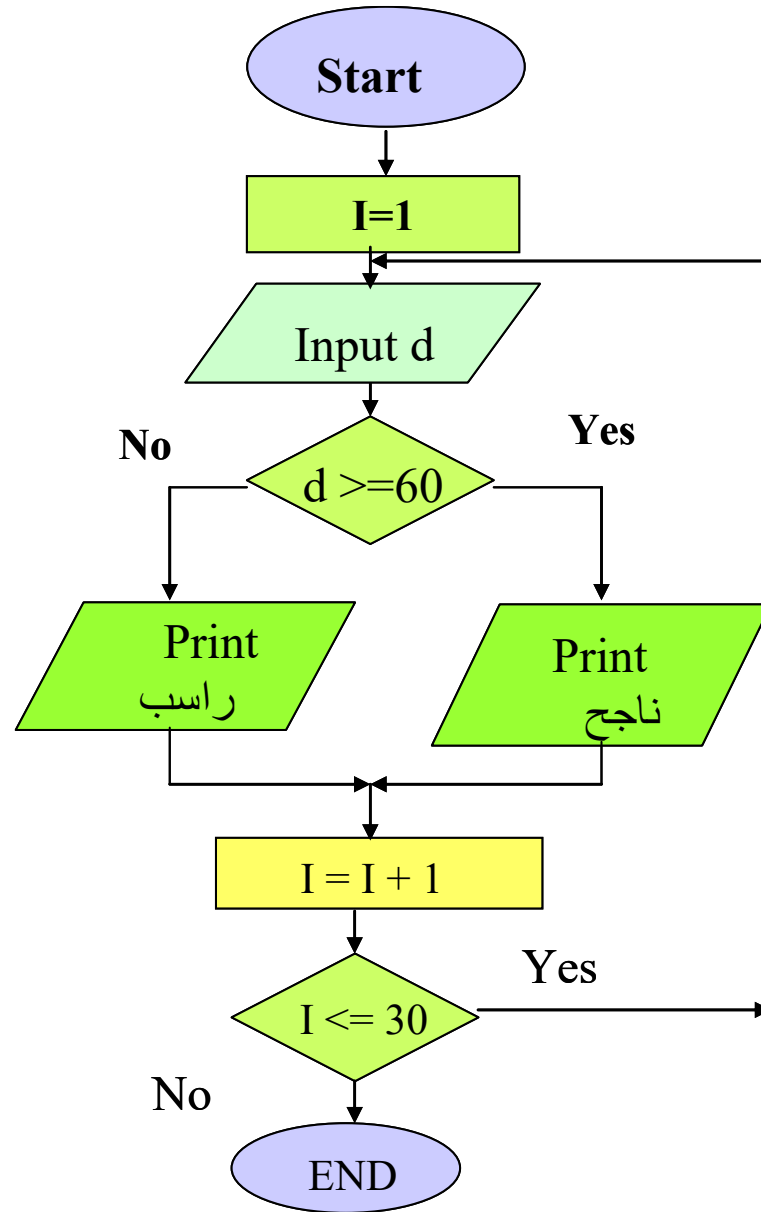 Start
I=1
Input d
No
Yes
d >=60
Print
راسب
Print
ناجح
I = I + 1
I <= 30
Yes
No
END